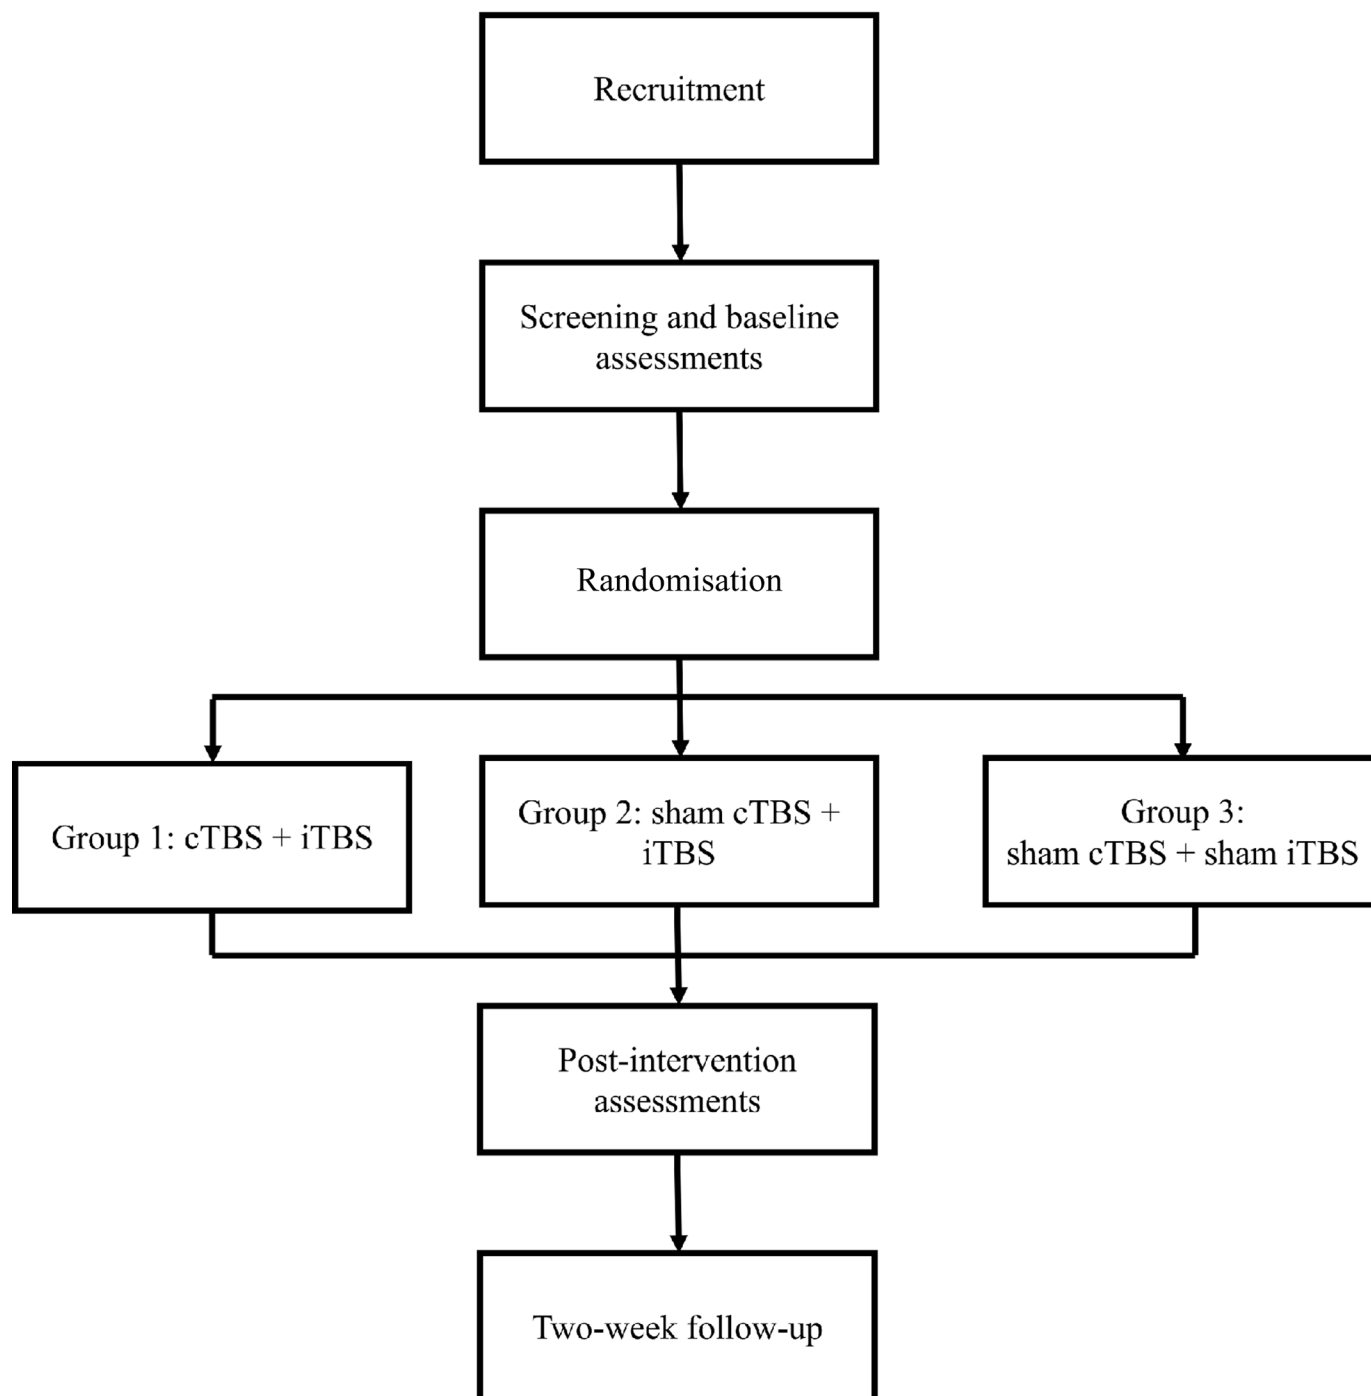 Recruitment
Screening and baseline
assessments
Randomisation
Group 1: cTBS + iTBS
Group 2: sham cTBS +
iTBS
Group 3:
sham cTBS + sham iTBS
Post-intervention
assessments
Two-week follow-up